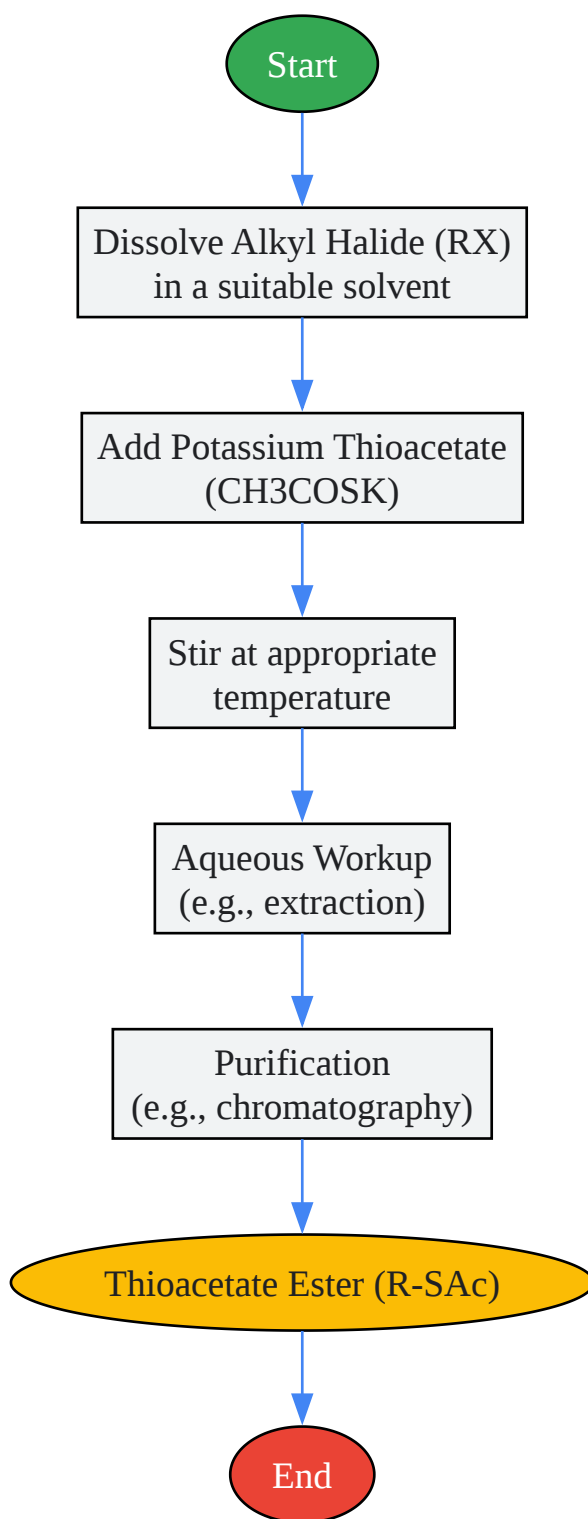 Start
Dissolve Alkyl Halide (RX)
in a suitable solvent
Add Potassium Thioacetate
(CH3COSK)
Stir at appropriate
temperature
Aqueous Workup
(e.g., extraction)
Purification
(e.g., chromatography)
Thioacetate Ester (R-SAc)
End